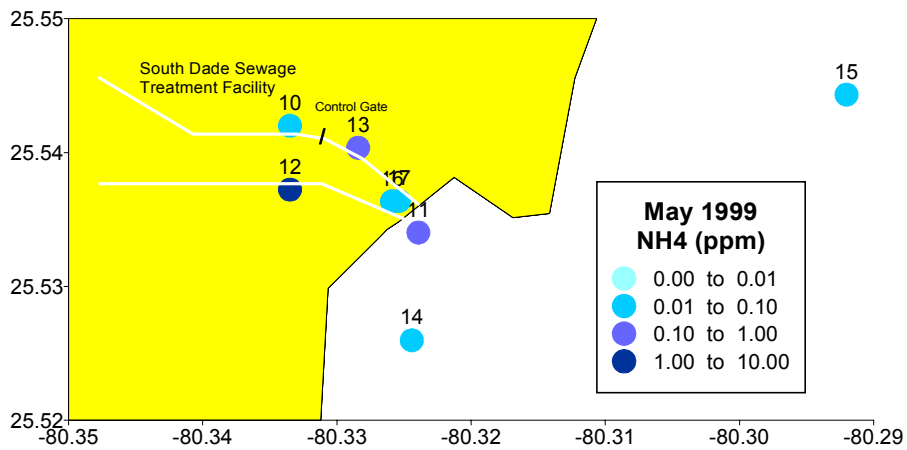 25.55
South Dade Sewage
Treatment Facility
10
Control Gate
13
15
25.54
12
16
17
11
May 1999
NH4 (ppm)
0.00 to 0.01
0.01 to 0.10
0.10 to 1.00
1.00 to 10.00
25.53
14
25.52
-80.35 -80.34 -80.33 -80.32 -80.31 -80.30 -80.29